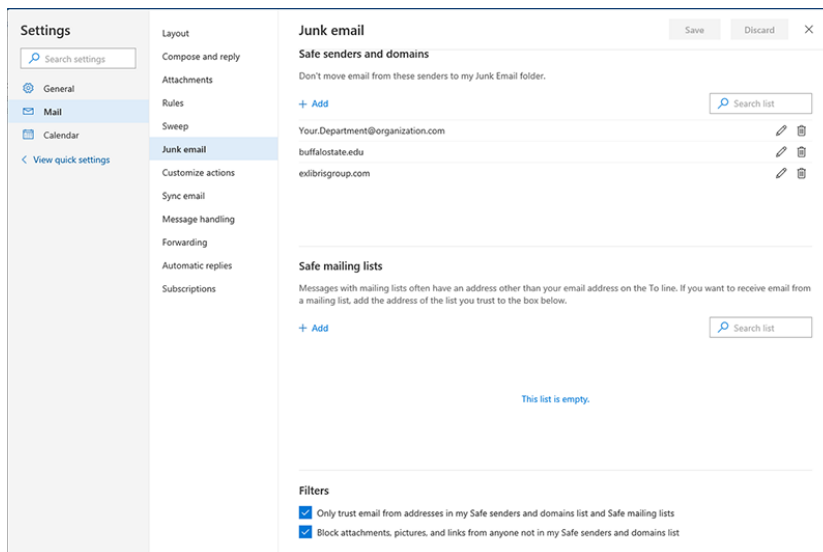 Settings
Search settings
General
Mail
Calendar
View quick settings
Layout
Compose and reply
Attachments
Rules
Sweep
Junk email
Customize actions
Sync email
Message handling
Forwarding
Automatic replies
Subscriptions
Junk email
Save
Discard
Safe senders and domains
Don't move email from these senders to my Junk Email folder.
Add
Search list
Your.Department@organization.com
buffalostate.edu
exlibrisgroup.com
Safe mailing lists
Messages with mailing lists often have an address other than your email address on the To line. If you want to receive email from
a mailing list, add the address of the list you trust to the box below.
Add
Search list
This list is empty.
Filters
Only trust email from addresses in my Safe senders and domains list and Safe mailing lists
Block attachments, pictures, and links from anyone not in my Safe senders and domains list